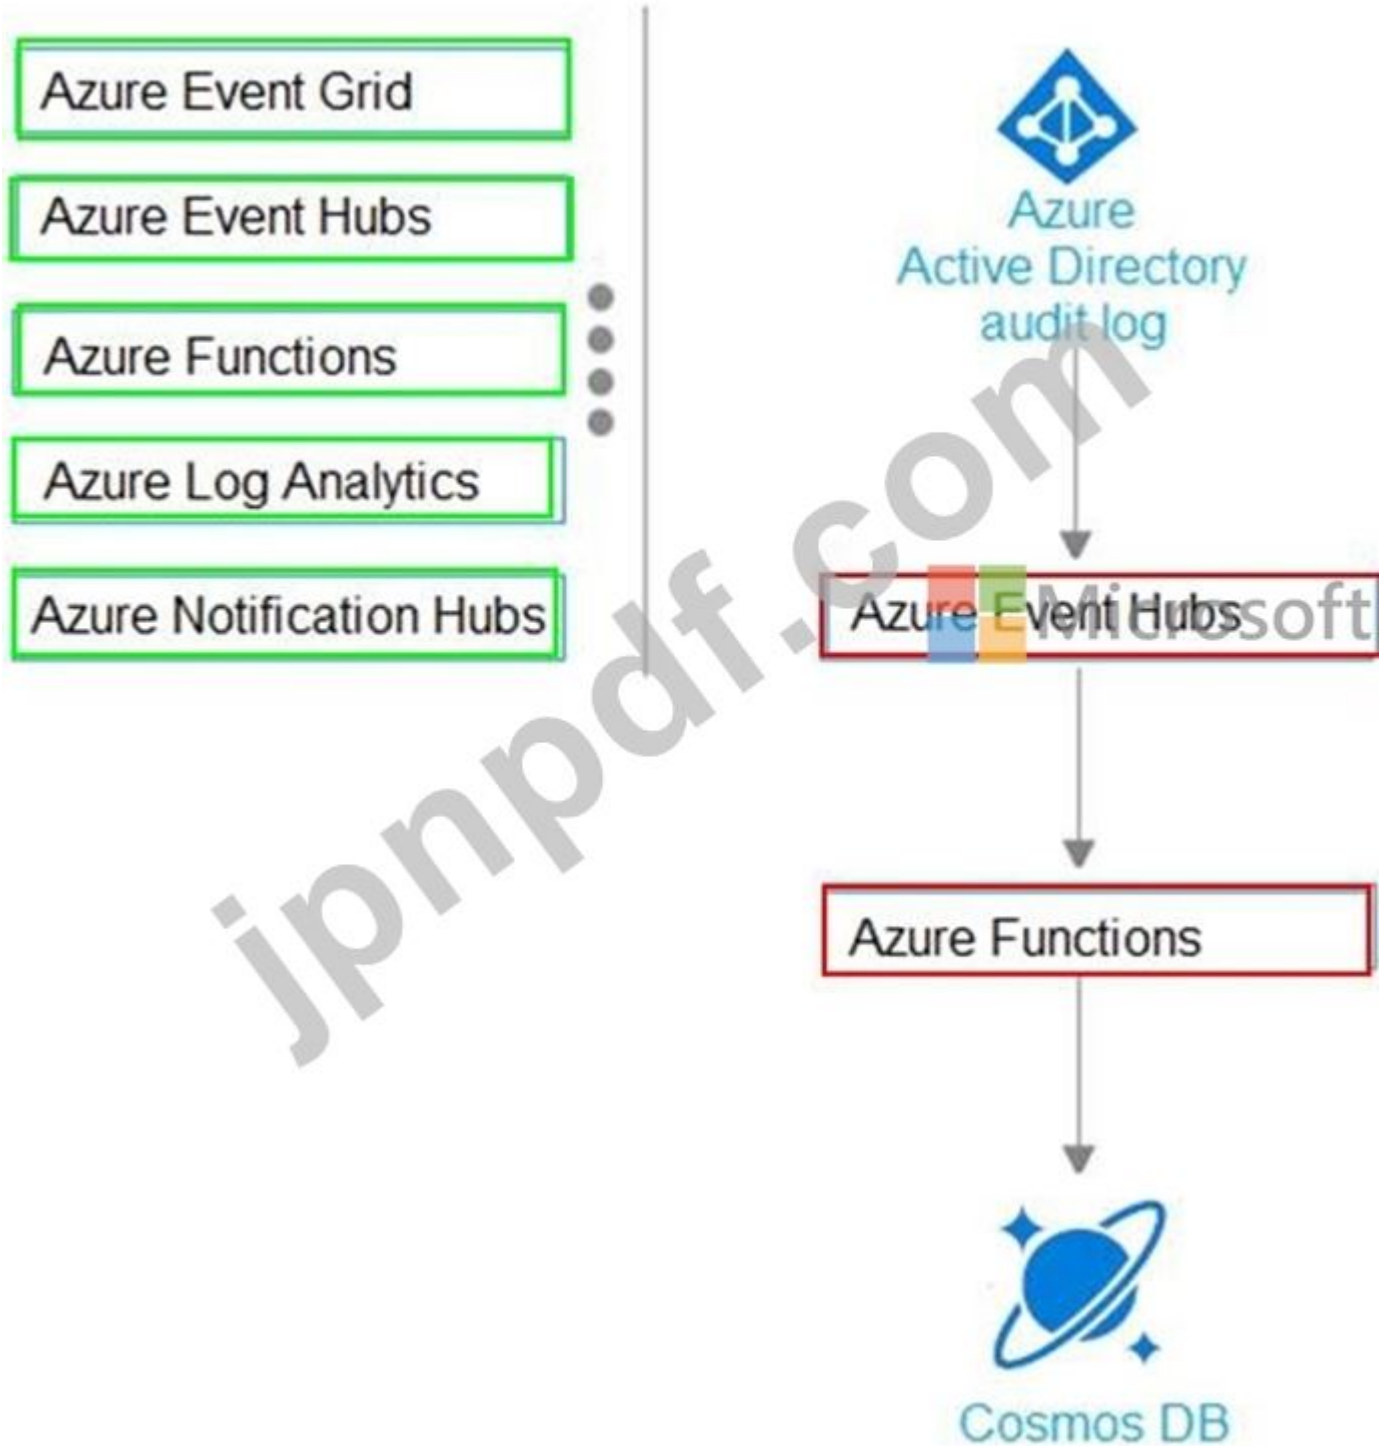 Azure Event Grid
Azure Event Hubs
Azure Functions
Azure Log Analytics
Azure Notification Hubs
Azure
Active Directory
audit log
Azure Event Hubs
Microsoft
Azure Functions
Cosmos DB
jpnpdf.com